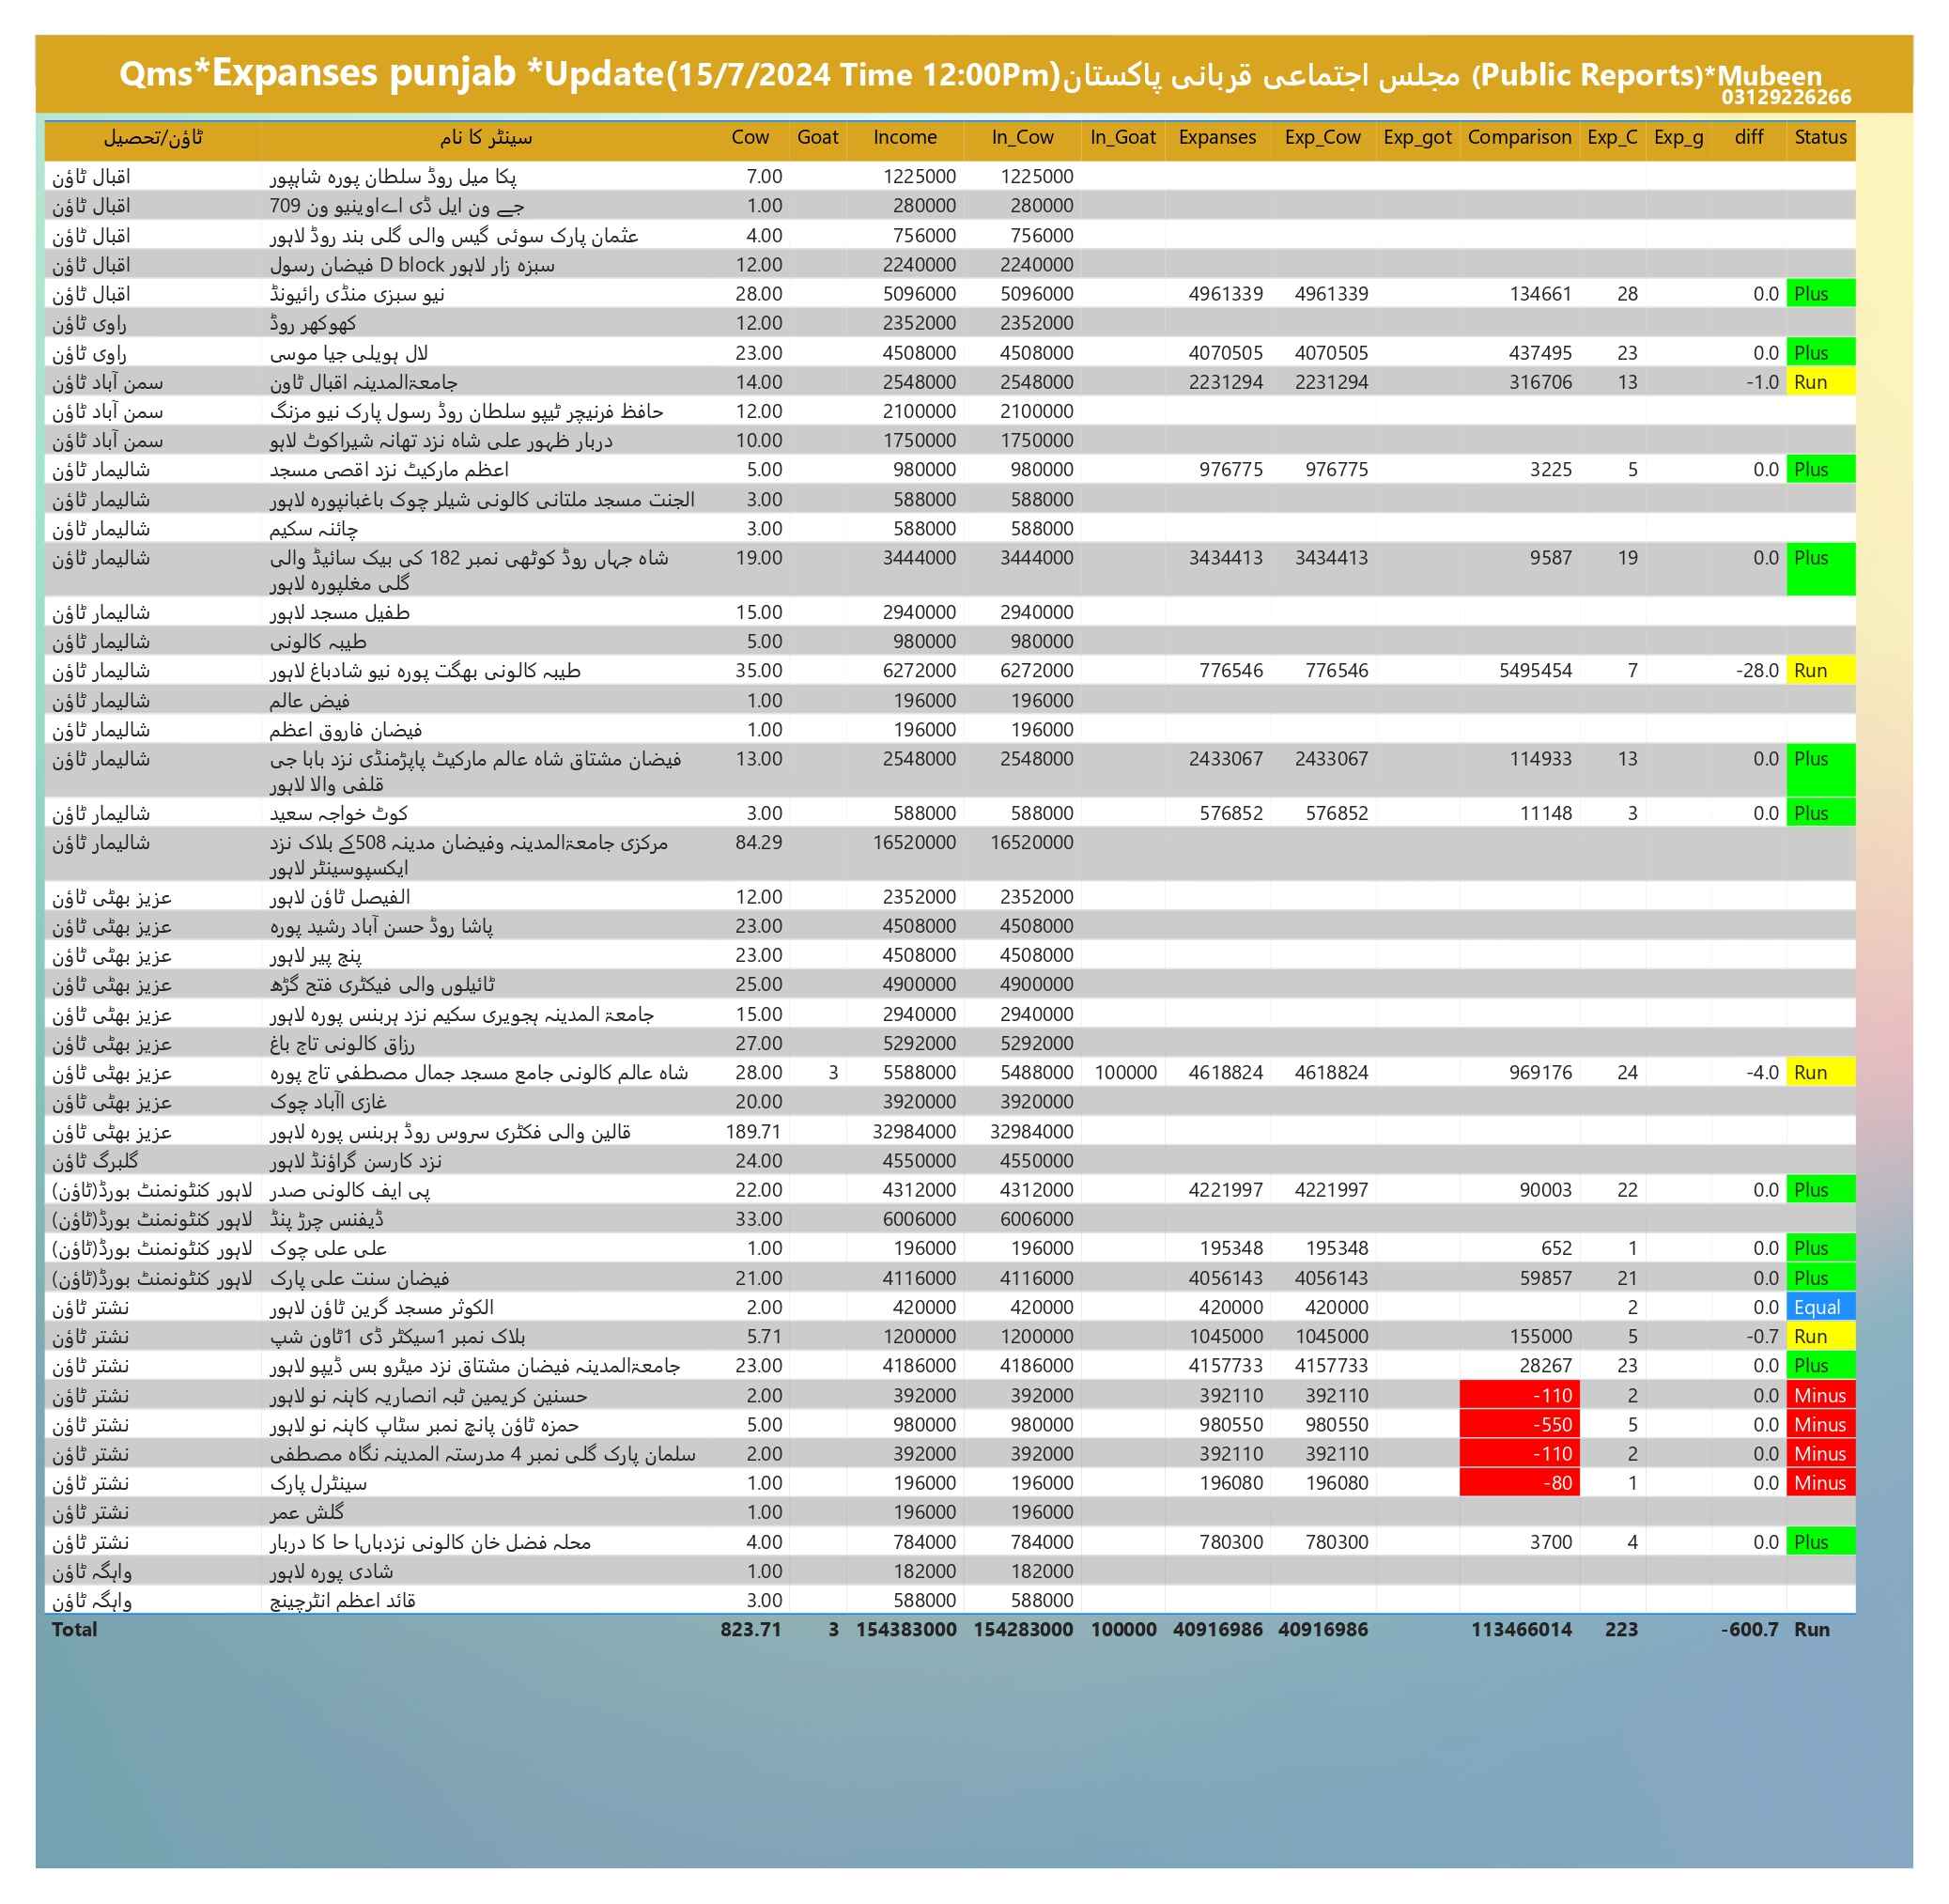 Qms*Expanses punjab *Update(15/7/2024 Time 12:00Pm)مجلس اجتماعی قربانی پاکستان (Public Reports)*Mubeen
03129226266
ٹاؤن/تحصیل سینٹر کا نام Cow Goat Income In_Cow In_Goat Expanses Exp_Cow Exp_got Comparison Exp_C Exp_g diff Status
اقبال ٹاؤن پکا میل روڈ سلطان پورہ شاہپور 7.00 1225000 1225000
اقبال ٹاؤن جے ون ایل ڈی اےاوینیو ون 709 1.00 280000 280000
اقبال ٹاؤن عثمان پارک سوئی گیس والی گلی بند روڈ لاہور 4.00 756000 756000
اقبال ٹاؤن سبزہ زار لاہور D block فیضان رسول 12.00 2240000 2240000
اقبال ٹاؤن نیو سبزی منڈی رائیونڈ 28.00 5096000 5096000 4961339 4961339 134661 28 0.0 Plus
راوی ٹاؤن کھوکھر روڈ 12.00 2352000 2352000
راوی ٹاؤن لال ہویلی جیا موسی 23.00 4508000 4508000 4070505 4070505 437495 23 0.0 Plus
سمن آباد ٹاؤن جامعۃالمدینہ اقبال ٹاون 14.00 2548000 2548000 2231294 2231294 316706 13 -1.0 Run
سمن آباد ٹاؤن حافظ فرنیچر ٹیپو سلطان روڈ رسول پارک نیو مزنگ 12.00 2100000 2100000
سمن آباد ٹاؤن دربار ظہور علی شاہ نزد تھانہ شیراکوٹ لاہو 10.00 1750000 1750000
شالیمار ٹاؤن اعظم مارکیٹ نزد اقصی مسجد 5.00 980000 980000 976775 976775 3225 5 0.0 Plus
شالیمار ٹاؤن الجنت مسجد ملتانی کالونی شیلر چوک باغبانپورہ لاہور 3.00 588000 588000
شالیمار ٹاؤن چائنہ سکیم 3.00 588000 588000
شالیمار ٹاؤن شاہ جہاں روڈ کوٹھی نمبر 182 کی بیک سائیڈ والی 19.00 3444000 3444000 3434413 3434413 9587 19 0.0 Plus
گلی مغلپورہ لاہور
شالیمار ٹاؤن طفیل مسجد لاہور 15.00 2940000 2940000
شالیمار ٹاؤن طیبہ کالونی 5.00 980000 980000
شالیمار ٹاؤن طیبہ کالونی بھگت پورہ نیو شادباغ لاہور 35.00 6272000 6272000 776546 776546 5495454 7 -28.0 Run
شالیمار ٹاؤن فیض عالم 1.00 196000 196000
شالیمار ٹاؤن فیضان فاروق اعظم 1.00 196000 196000
شالیمار ٹاؤن فیضان مشتاق شاہ عالم مارکیٹ پاپڑمنڈی نزد بابا جی 13.00 2548000 2548000 2433067 2433067 114933 13 0.0 Plus
قلفی والا لاہور
شالیمار ٹاؤن کوٹ خواجہ سعید 3.00 588000 588000 576852 576852 11148 3 0.0 Plus
شالیمار ٹاؤن مرکزی جامعۃالمدینہ وفیضان مدینہ 508کے بلاک نزد 84.29 16520000 16520000
ایکسپوسینٹر لاہور
عزیز بھٹی ٹاؤن الفیصل ٹاؤن لاہور 12.00 2352000 2352000
عزیز بھٹی ٹاؤن پاشا روڈ حسن آباد رشید پورہ 23.00 4508000 4508000
عزیز بھٹی ٹاؤن پنج پیر لاہور 23.00 4508000 4508000
عزیز بھٹی ٹاؤن ٹائیلوں والی فیکٹری فتح گڑھ 25.00 4900000 4900000
عزیز بھٹی ٹاؤن جامعۃ المدینہ ہجویری سکیم نزد ہربنس پورہ لاہور 15.00 2940000 2940000
عزیز بھٹی ٹاؤن رزاق کالونی تاج باغ 27.00 5292000 5292000
عزیز بھٹی ٹاؤن شاہ عالم کالونی جامع مسجد جمال مصطفی تاج پورہ 28.00 3 5588000 5488000 100000 4618824 4618824 969176 24 -4.0 Run
عزیز بھٹی ٹاؤن غازی اآباد چوک 20.00 3920000 3920000
عزیز بھٹی ٹاؤن قالین والی فکٹری سروس روڈ ہربنس پورہ لاہور 189.71 32984000 32984000
گلبرگ ٹاؤن نزد کارسن گراؤنڈ لاہور 24.00 4550000 4550000
لاہور کنٹونمنٹ بورڈ(ٹاؤن) پی ایف کالونی صدر 22.00 4312000 4312000 4221997 4221997 90003 22 0.0 Plus
لاہور کنٹونمنٹ بورڈ(ٹاؤن) ڈیفنس چرڑ پنڈ 33.00 6006000 6006000
لاہور کنٹونمنٹ بورڈ(ٹاؤن) علی علی چوک 1.00 196000 196000 195348 195348 652 1 0.0 Plus
لاہور کنٹونمنٹ بورڈ(ٹاؤن) فیضان سنت علی پارک 21.00 4116000 4116000 4056143 4056143 59857 21 0.0 Plus
نشتر ٹاؤن الکوثر مسجد گرین ٹاؤن لاہور 2.00 420000 420000 420000 420000 2 0.0 Equal
نشتر ٹاؤن بلاک نمبر 1سیکٹر ڈی 1ٹاون شپ 5.71 1200000 1200000 1045000 1045000 155000 5 -0.7 Run
نشتر ٹاؤن جامعۃالمدینہ فیضان مشتاق نزد میٹرو بس ڈیپو لاہور 23.00 4186000 4186000 4157733 4157733 28267 23 0.0 Plus
نشتر ٹاؤن حسنین کریمین ٹبہ انصاریہ کاہنہ نو لاہور 2.00 392000 392000 392110 392110 -110 2 0.0 Minus
نشتر ٹاؤن حمزہ ٹاؤن پانچ نمبر سٹاپ کاہنہ نو لاہور 5.00 980000 980000 980550 980550 -550 5 0.0 Minus
نشتر ٹاؤن سلمان پارک گلی نمبر 4 مدرستہ المدینہ نگاہ مصطفی 2.00 392000 392000 392110 392110 -110 2 0.0 Minus
نشتر ٹاؤن سینٹرل پارک 1.00 196000 196000 196080 196080 -80 1 0.0 Minus
نشتر ٹاؤن گلش عمر 1.00 196000 196000
نشتر ٹاؤن محلہ فضل خان کالونی کا دربار 4.00 784000 784000 780300 780300 3700 4 0.0 Plus
واہگہ ٹاؤن شادی پورہ لاہور 1.00 182000 182000
واہگہ ٹاؤن قائد اعظم انٹرچینج 3.00 588000 588000
Total 823.71 3 154383000 154283000 100000 40916986 40916986 113466014 223 -600.7 Run